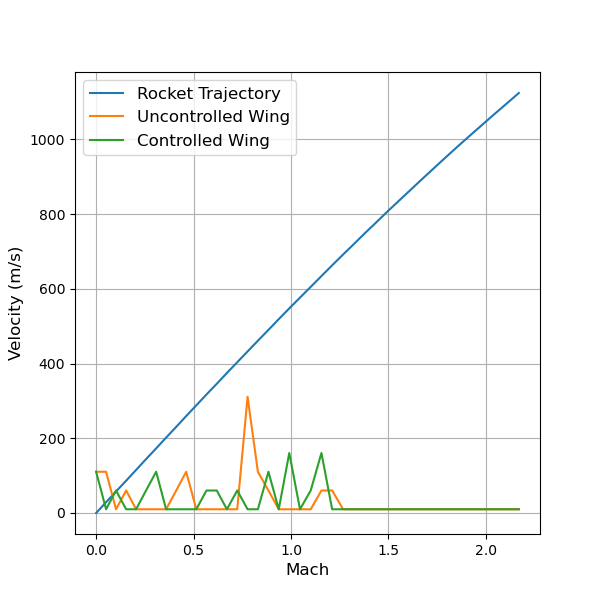 Rocket Trajectory
Uncontrolled Wing
Controlled Wing
Velocity (m/s)
1000
800
600
400
200
0
0.0 0.5 1.0 1.5 2.0
Mach